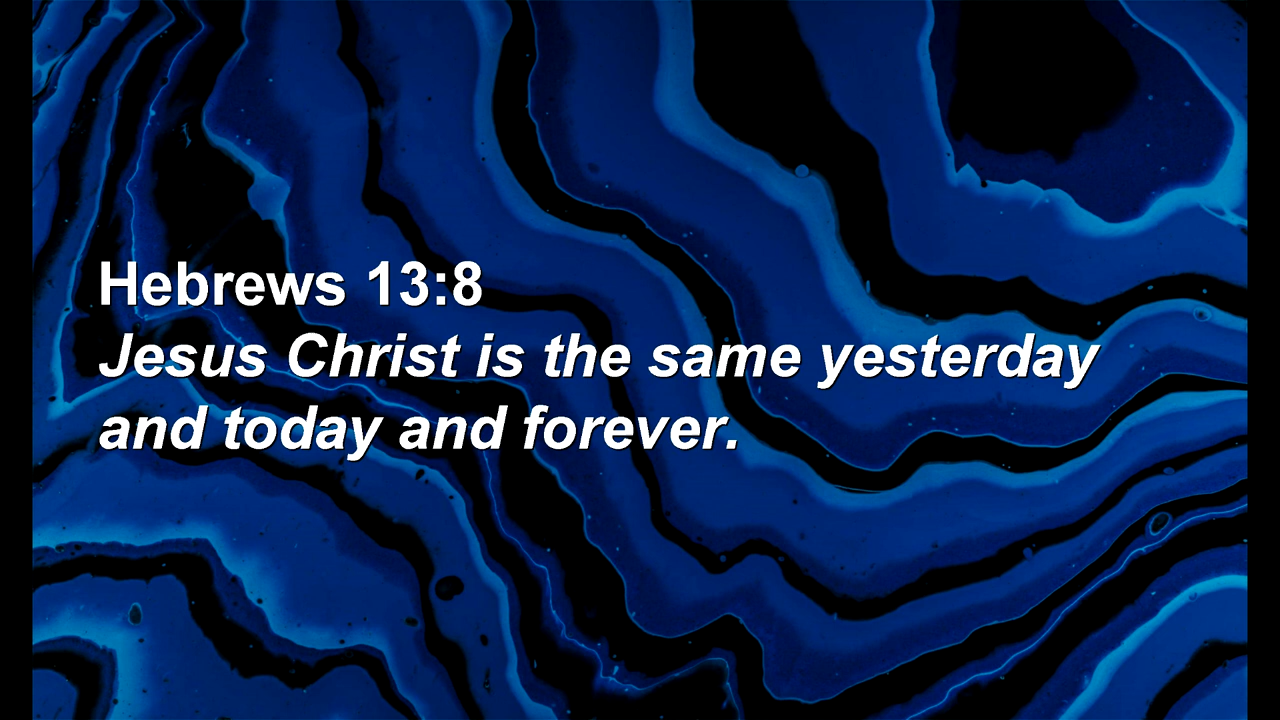 Hebrews 13:8
Jesus Christ is the same yesterday
and today and forever.